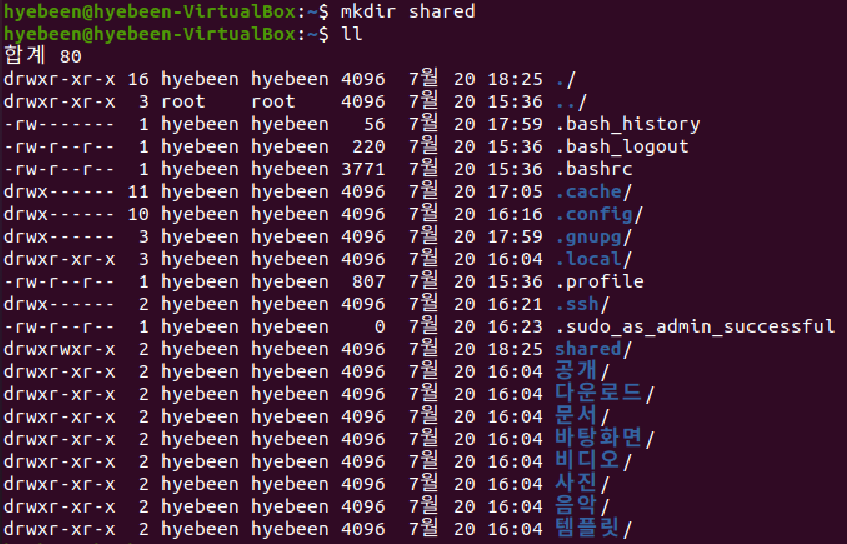 hyebeen@hyebeen-VirtualBox:~$ mkdir shared
hyebeen@hyebeen-VirtualBox:~$ ll
합계 80
drwxr-xr-x 16 hyebeen hyebeen 4096  7월 20 18:25 ./
drwxr-xr-x  3 root    root    4096  7월 20 15:36 ../
-rw-------  1 hyebeen hyebeen   56  7월 20 17:59 .bash_history
-rw-r--r--  1 hyebeen hyebeen  220  7월 20 15:36 .bash_logout
-rw-r--r--  1 hyebeen hyebeen 3771  7월 20 15:36 .bashrc
drwx------ 11 hyebeen hyebeen 4096  7월 20 17:05 .cache/
drwx------ 10 hyebeen hyebeen 4096  7월 20 16:16 .config/
drwx------  3 hyebeen hyebeen 4096  7월 20 17:59 .gnupg/
drwxr-xr-x  3 hyebeen hyebeen 4096  7월 20 16:04 .local/
-rw-r--r--  1 hyebeen hyebeen  807  7월 20 15:36 .profile
drwx------  2 hyebeen hyebeen 4096  7월 20 16:21 .ssh/
-rw-r--r--  1 hyebeen hyebeen    0  7월 20 16:23 .sudo_as_admin_successful
drwxrwxr-x  2 hyebeen hyebeen 4096  7월 20 18:25 shared/
drwxr-xr-x  2 hyebeen hyebeen 4096  7월 20 16:04 공개/
drwxr-xr-x  2 hyebeen hyebeen 4096  7월 20 16:04 다운로드/
drwxr-xr-x  2 hyebeen hyebeen 4096  7월 20 16:04 문서/
drwxr-xr-x  2 hyebeen hyebeen 4096  7월 20 16:04 바탕화면/
drwxr-xr-x  2 hyebeen hyebeen 4096  7월 20 16:04 비디오/
drwxr-xr-x  2 hyebeen hyebeen 4096  7월 20 16:04 사진/
drwxr-xr-x  2 hyebeen hyebeen 4096  7월 20 16:04 음악/
drwxr-xr-x  2 hyebeen hyebeen 4096  7월 20 16:04 템플릿/